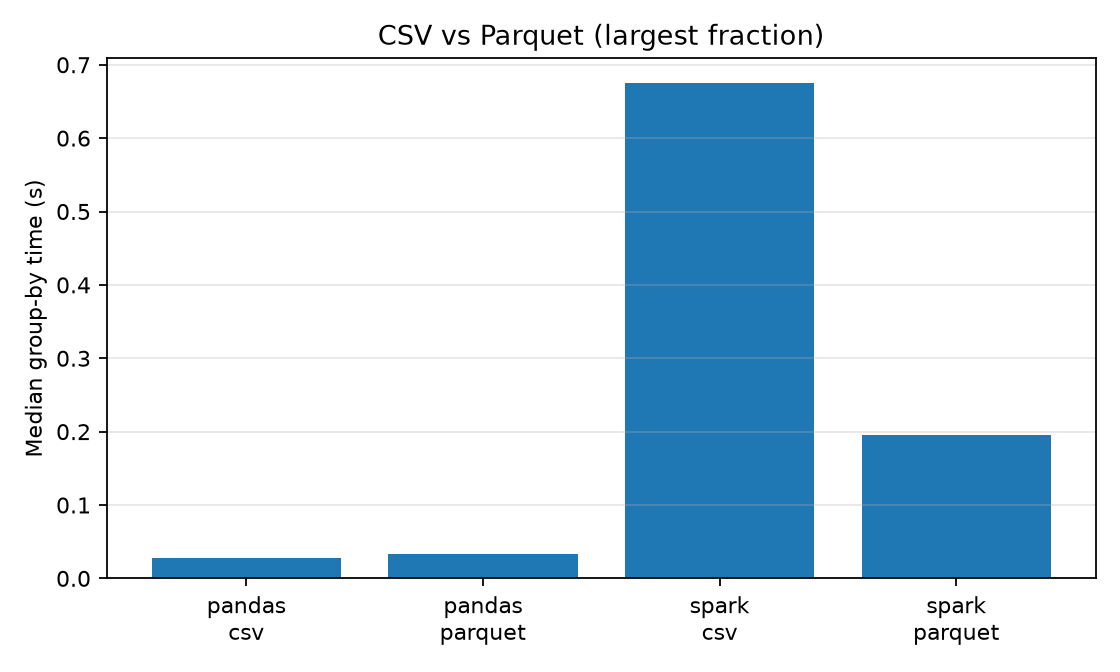 CSV vs Parquet (largest fraction)
Median group-by time (s)
0.7
0.6
0.5
0.4
0.3
0.2
0.1
0.0
pandas
csv
pandas
parquet
spark
csv
spark
parquet